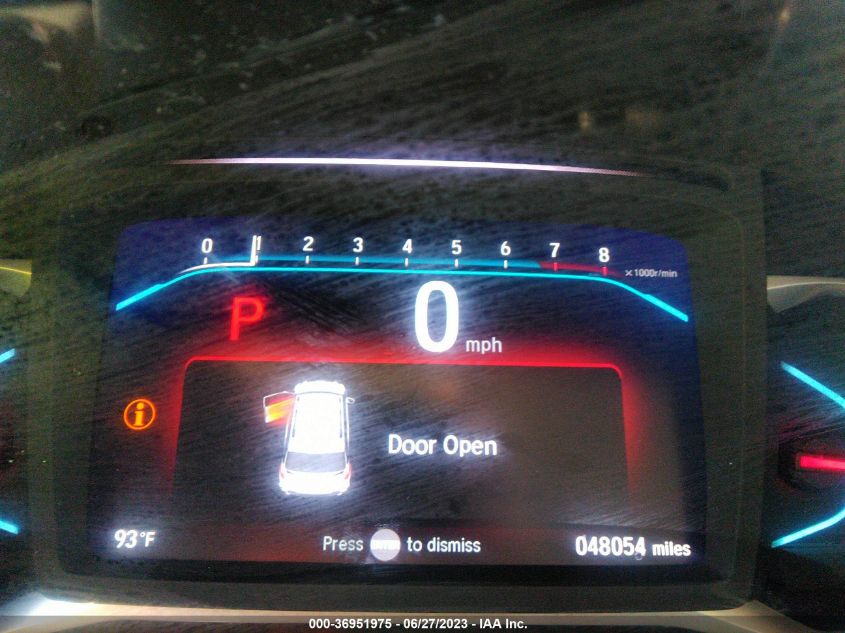 0 1 2 3 4 5 6 7 8
×1000r/min
P 0 mph
Door Open
93°F Press ENTER to dismiss 048054 miles
000-36951975 - 06/27/2023 - IAA Inc.